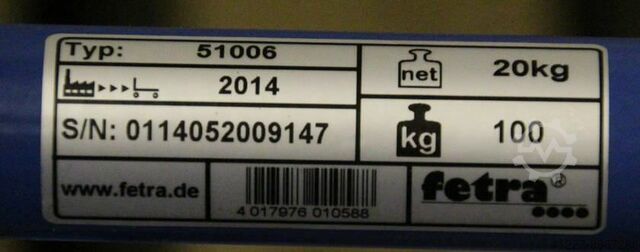 Typ: 51006
2014
S/N: 0114052009147
net 20kg
kg 100
www.fetra.de
4 017976 010588
fetra®